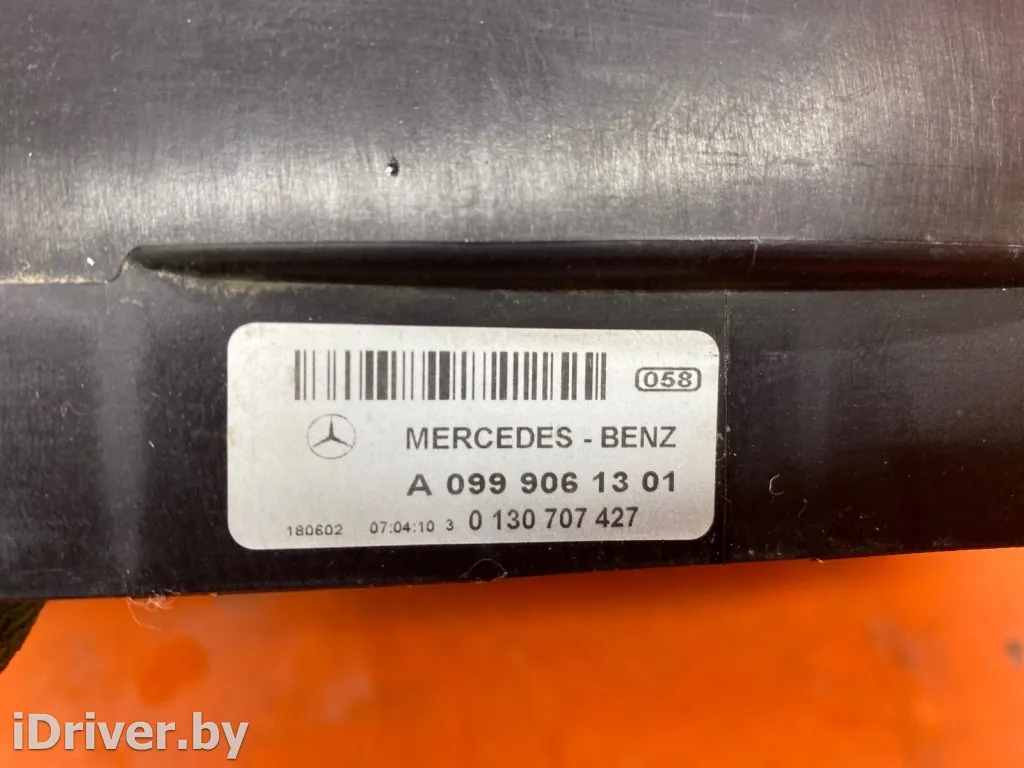 058
MERCEDES - BENZ
A 099 906 13 01
180602 07:04:10 3 0 130 707 427
iDriver.by